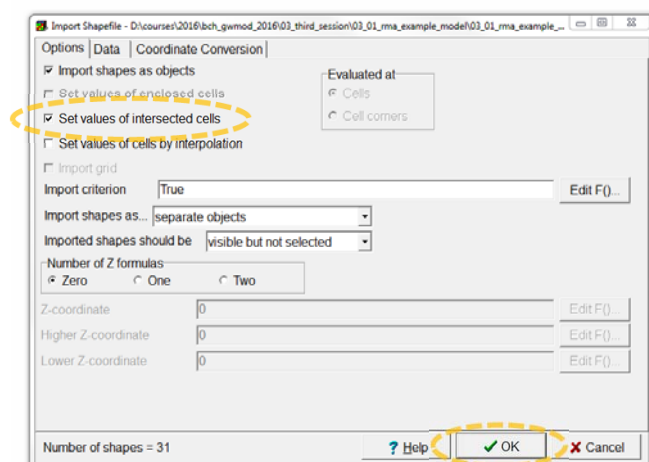 Import Shapefile - D:\courses\2016\bch_gwmod_2016\03_third_session\03_01_rma_example_model\03_01_rma_example_...
Options Data Coordinate Conversion
Import shapes as objects
Evaluated at
Set values of enclosed cells
Cells
Set values of intersected cells
Cell corners
Set values of cells by interpolation
Import grid
Import criterion True Edit F()...
Import shapes as... separate objects
Imported shapes should be visible but not selected
Number of Z formulas
Zero One Two
Z-coordinate 0 Edit F()...
Higher Z-coordinate 0 Edit F()...
Lower Z-coordinate 0 Edit F()...
Number of shapes = 31 ? Help OK Cancel